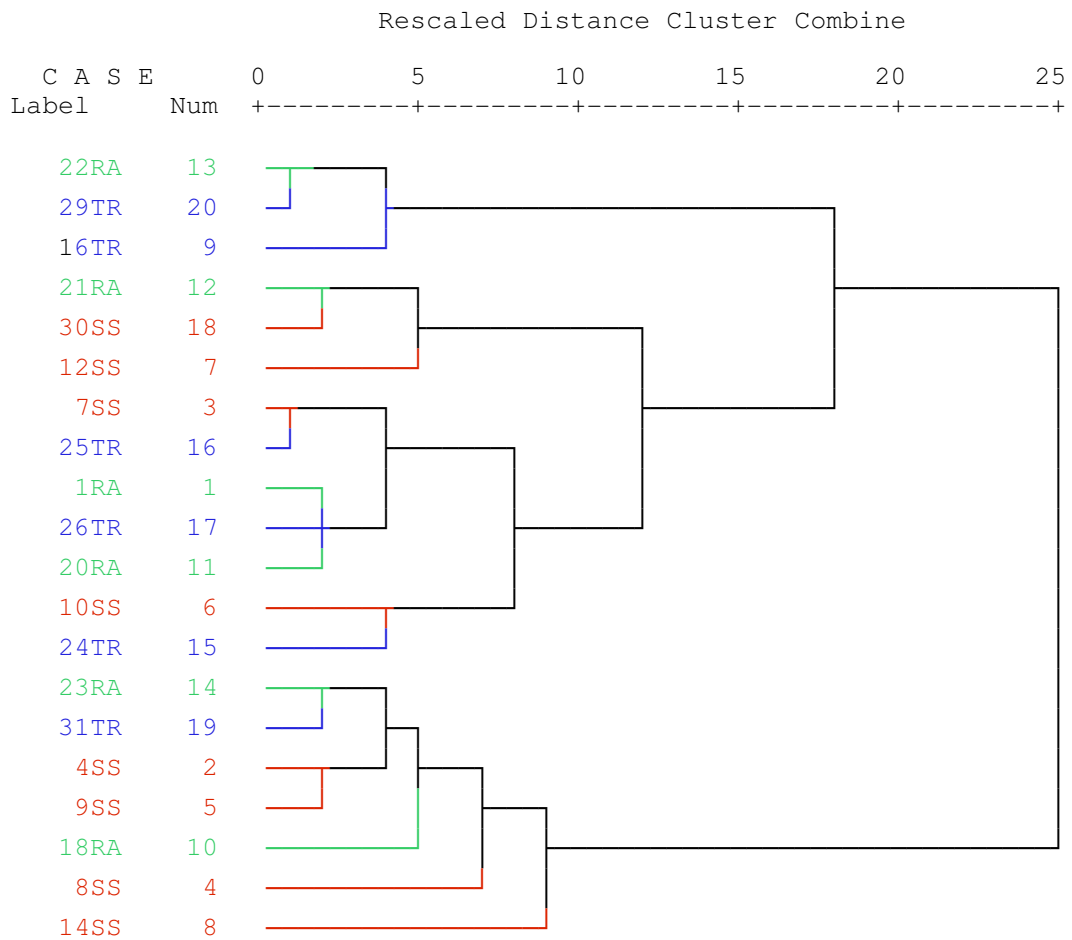 Rescaled Distance Cluster Combine
C A S E 0 5 10 15 20 25
Label Num +---------+---------+---------+---------+---------+
22RA 13
29TR 20
16TR 9
21RA 12
30SS 18
12SS 7
7SS 3
25TR 16
1RA 1
26TR 17
20RA 11
10SS 6
24TR 15
23RA 14
31TR 19
4SS 2
9SS 5
18RA 10
8SS 4
14SS 8